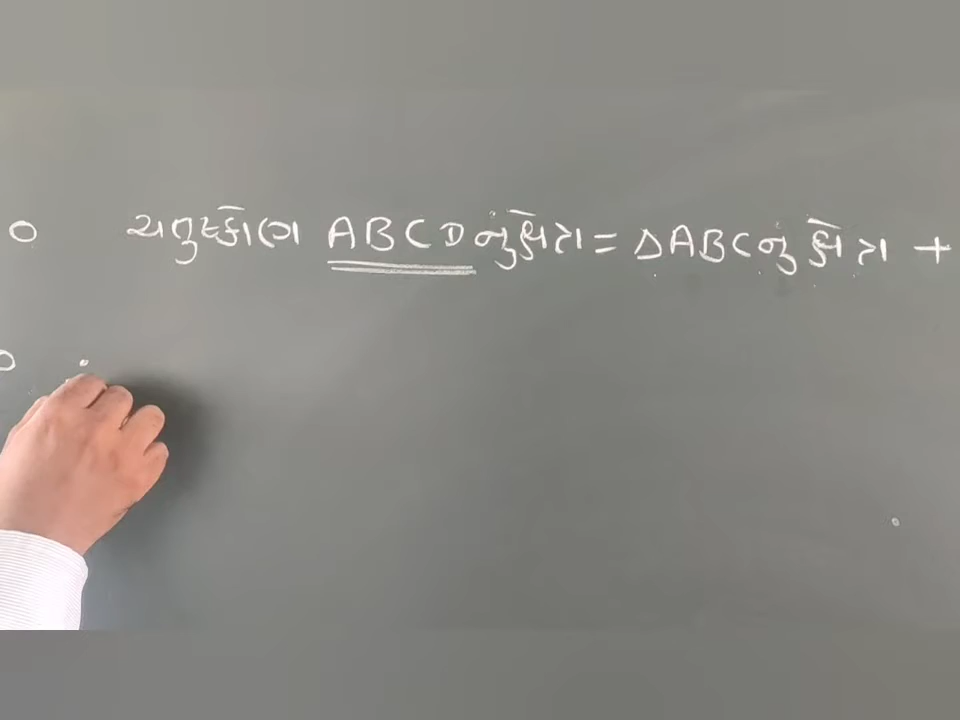 ચતુષ્કોણ ABCD નું ક્ષેત્ર = ΔABC નું ક્ષેત્ર +